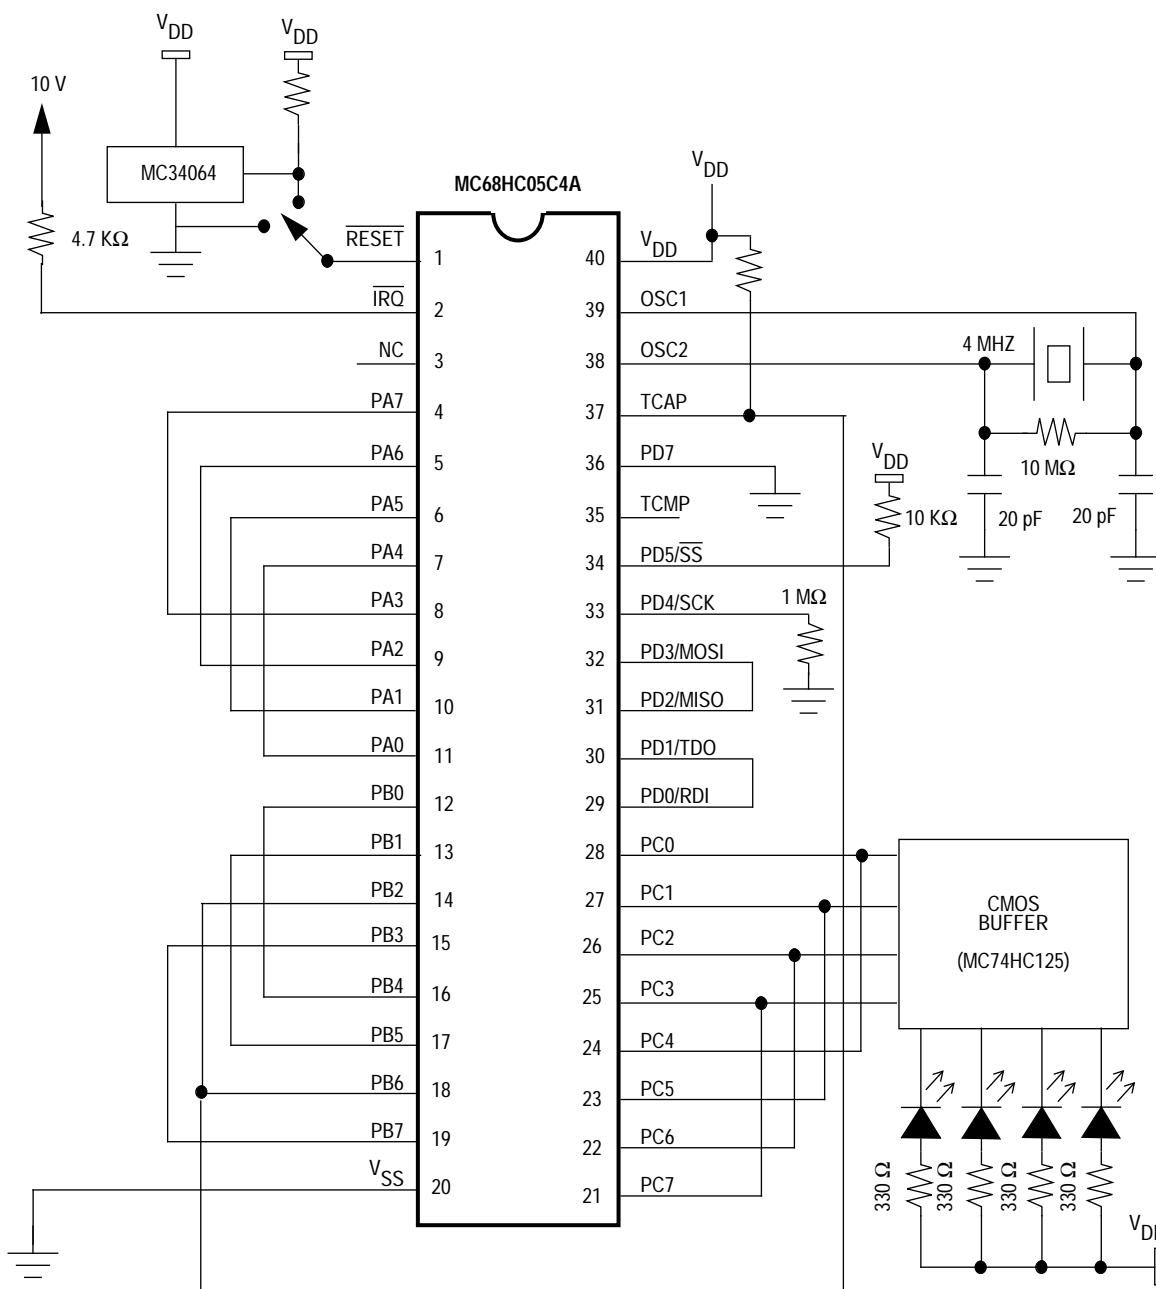 VDD
VDD
10 V
MC34064
4.7 KΩ
MC68HC05C4A
VDD
RESET
1
IRQ
2
NC
3
PA7
4
PA6
5
PA5
6
PA4
7
PA3
8
PA2
9
PA1
10
PA0
11
PB0
12
PB1
13
PB2
14
PB3
15
PB4
16
PB5
17
PB6
18
PB7
19
VSS
20
40
VDD
39
OSC1
38
OSC2
37
TCAP
36
PD7
35
TCMP
34
PD5/SS
33
PD4/SCK
32
PD3/MOSI
31
PD2/MISO
30
PD1/TDO
29
PD0/RDI
28
PC0
27
PC1
26
PC2
25
PC3
24
PC4
23
PC5
22
PC6
21
PC7
4 MHZ
10 MΩ
20 pF
20 pF
VDD
10 KΩ
1 MΩ
CMOS
BUFFER
(MC74HC125)
330 Ω
330 Ω
330 Ω
330 Ω